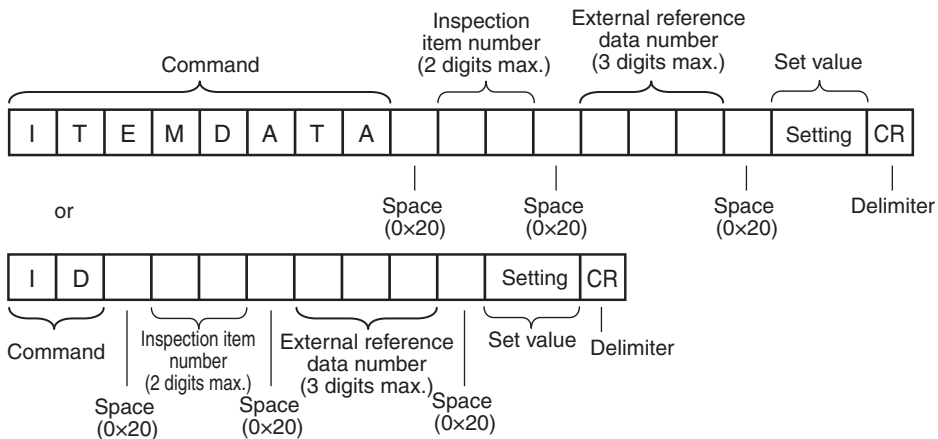 Command
Inspection
item number
(2 digits max.)
External reference
data number
(3 digits max.)
Set value
I T E M D A T A Setting CR
Space
(0×20)
Space
(0×20)
Space
(0×20)
Delimiter
or
I D Setting CR
Command
Space
(0×20)
Inspection item
number
(2 digits max.)
Space
(0×20)
External reference
data number
(3 digits max.)
Space
(0×20)
Set value
Delimiter